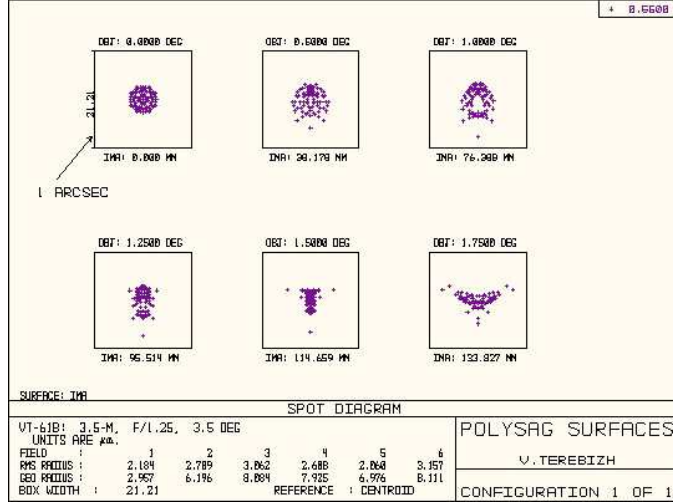 + 0.5500
OBJ: 0.0000 DEG
OBJ: 0.5000 DEG
OBJ: 1.0000 DEG
21.21
IMA: 0.000 MM
IMA: 38.178 MM
IMA: 76.288 MM
1 ARCSEC
OBJ: 1.2500 DEG
OBJ: 1.5000 DEG
OBJ: 1.7500 DEG
IMA: 95.514 MM
IMA: 114.659 MM
IMA: 133.827 MM
SURFACE: IMA
SPOT DIAGRAM
VT-61B: 3.5-M, F/1.25, 3.5 DEG
UNITS ARE µm.
FIELD : 1 2 3 4 5 6
RMS RADIUS : 2.184 2.789 3.062 2.688 2.060 3.157
GEO RADIUS : 2.957 6.196 8.084 7.925 6.976 8.111
BOX WIDTH : 21.21 REFERENCE : CENTROID
POLYSAG SURFACES
V.TEREBIZH
CONFIGURATION 1 OF 1